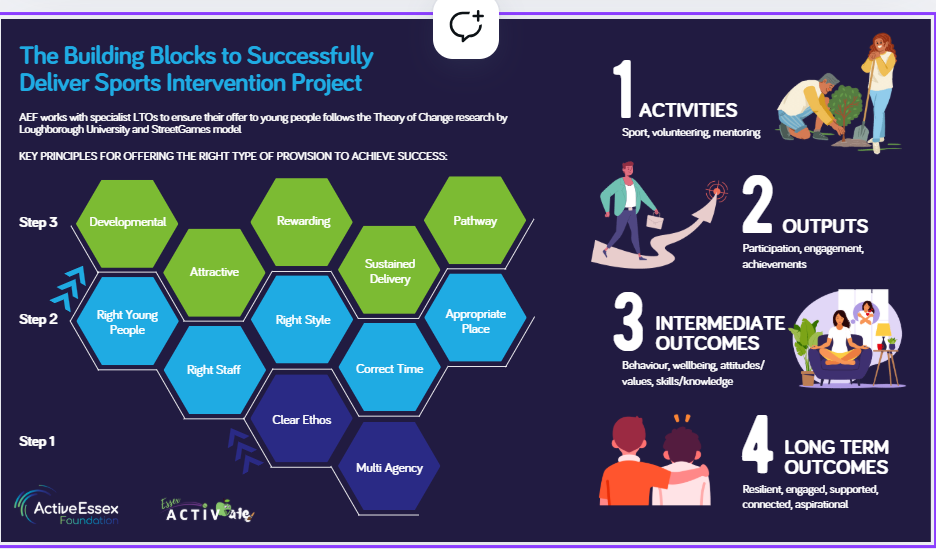 The Building Blocks to Successfully
Deliver Sports Intervention Project
AEF works with specialist LTOs to ensure their offer to young people follows the Theory of Change research by
Loughborough University and StreetGames model
KEY PRINCIPLES FOR OFFERING THE RIGHT TYPE OF PROVISION TO ACHIEVE SUCCESS:
Step 3
Developmental
Attractive
Rewarding
Sustained
Delivery
Pathway
Step 2
Right Young
People
Right Staff
Right Style
Correct Time
Appropriate
Place
Step 1
Clear Ethos
Multi Agency
ActiveEssex
Foundation
Essex
ACTIVate
1 ACTIVITIES
Sport, volunteering, mentoring
2 OUTPUTS
Participation, engagement,
achievements
3 INTERMEDIATE
OUTCOMES
Behaviour, wellbeing, attitudes/
values, skills/knowledge
4 LONG TERM
OUTCOMES
Resilient, engaged, supported,
connected, aspirational